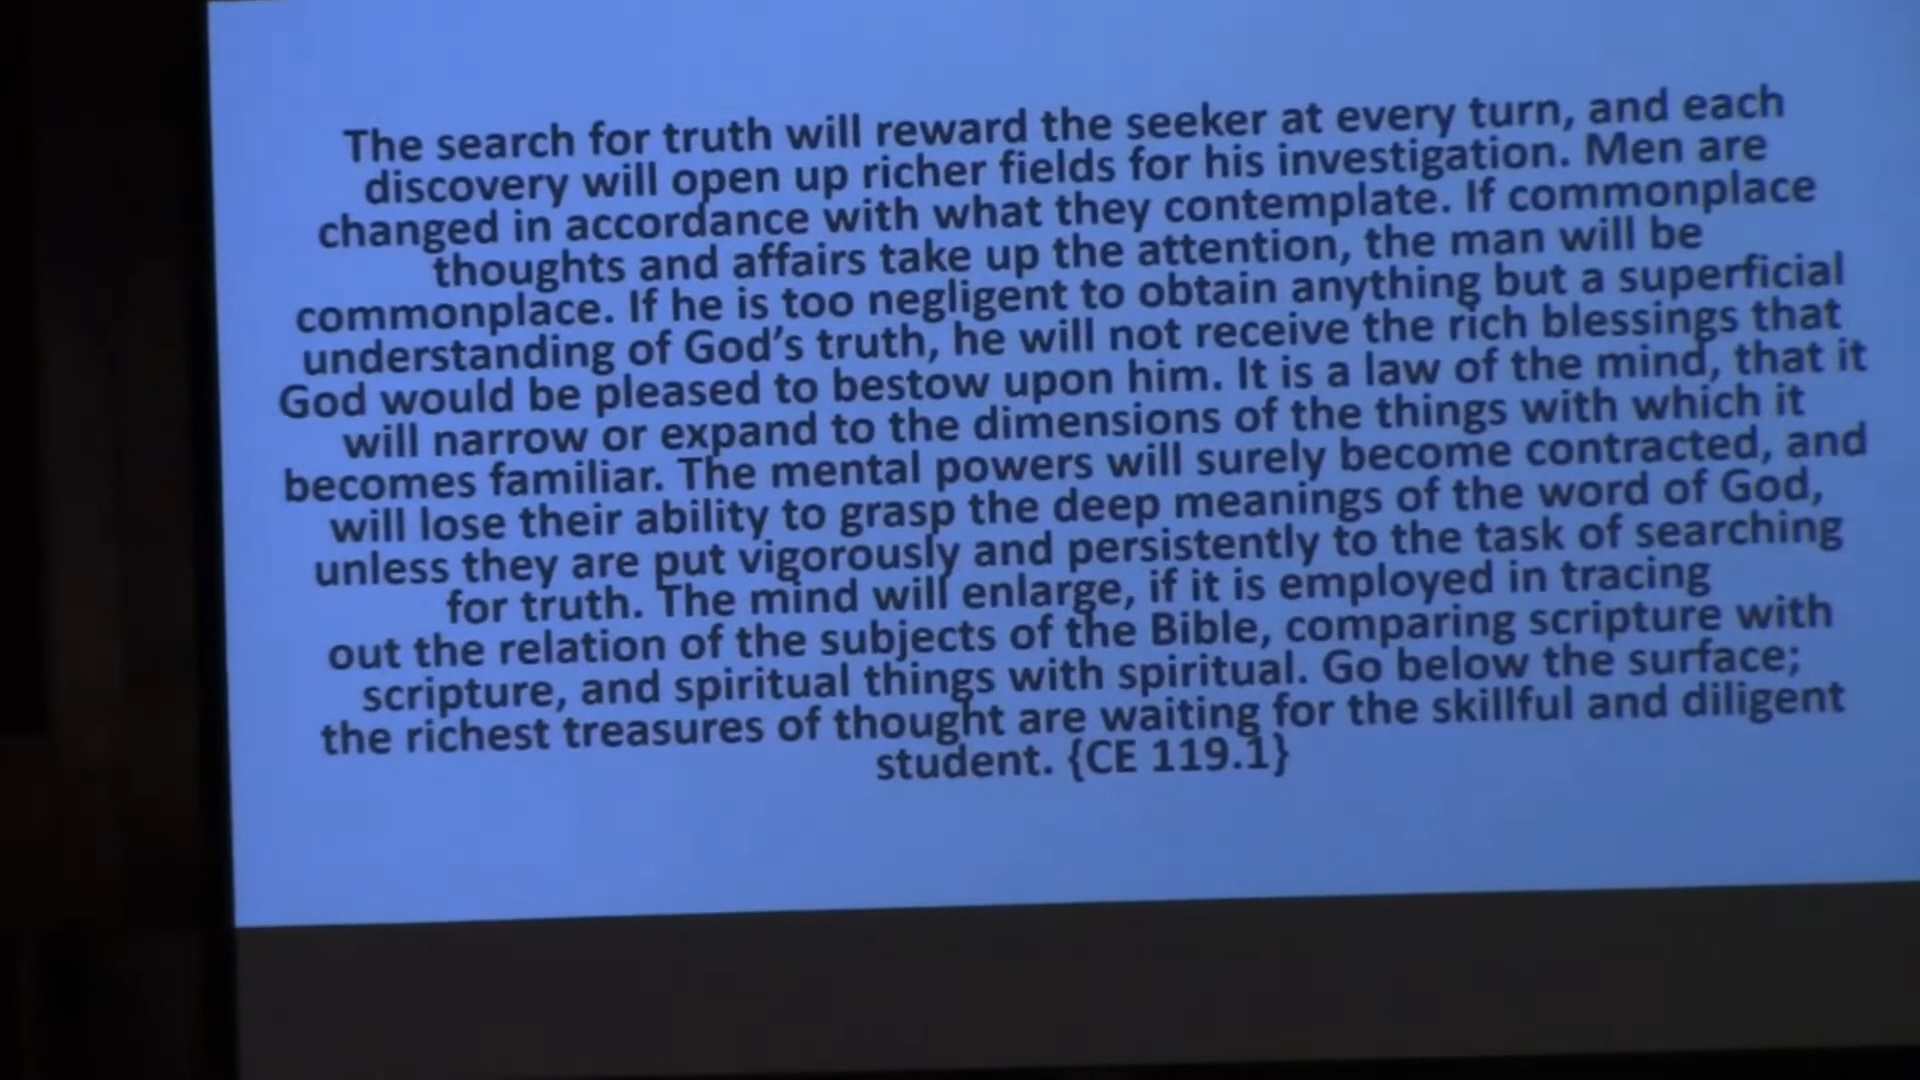 The search for truth will reward the seeker at every turn, and each
discovery will open up richer fields for his investigation. Men are
changed in accordance with what they contemplate. If commonplace
thoughts and affairs take up the attention, the man will be
commonplace. If he is too negligent to obtain anything but a superficial
understanding of God's truth, he will not receive the rich blessings that
God would be pleased to bestow upon him. It is a law of the mind, that it
will narrow or expand to the dimensions of the things with which it
becomes familiar. The mental powers will surely become contracted, and
will lose their ability to grasp the deep meanings of the word of God,
unless they are put vigorously and persistently to the task of searching
for truth. The mind will enlarge, if it is employed in tracing
out the relation of the subjects of the Bible, comparing scripture with
scripture, and spiritual things with spiritual. Go below the surface;
the richest treasures of thought are waiting for the skillful and diligent
student. {CE 119.1}